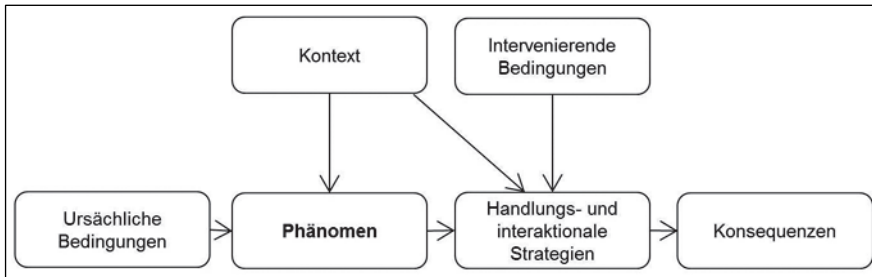 Kontext
Intervenierende
Bedingungen
Ursächliche
Bedingungen
Phänomen
Handlungs- und
interaktionale
Strategien
Konsequenzen